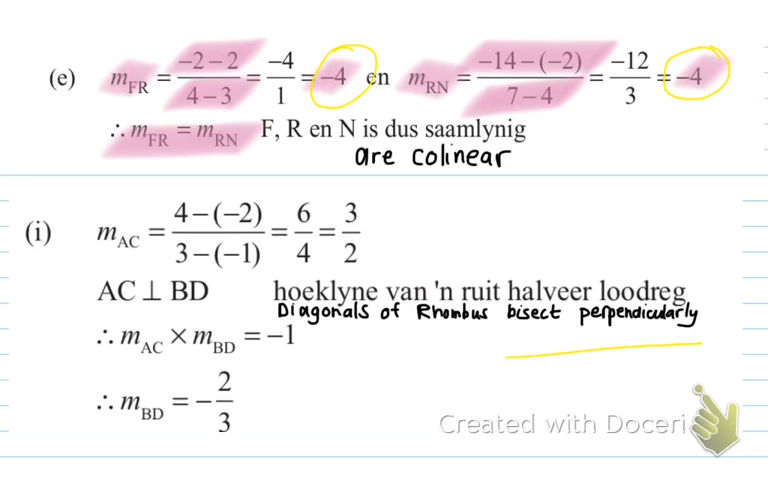 (e) m_FR = (-2-2)/(4-3) = -4/1 = -4 en m_RN = (-14-(-2))/(7-4) = -12/3 = -4
∴ m_FR = m_RN F, R en N is dus saamlynig
are colinear
(i) m_AC = (4-(-2))/(3-(-1)) = 6/4 = 3/2
AC ⊥ BD hoeklyne van 'n ruit halveer loodreg
Diagonals of Rhombus bisect perpendicularly
∴ m_AC × m_BD = -1
∴ m_BD = -2/3
Created with Doceri